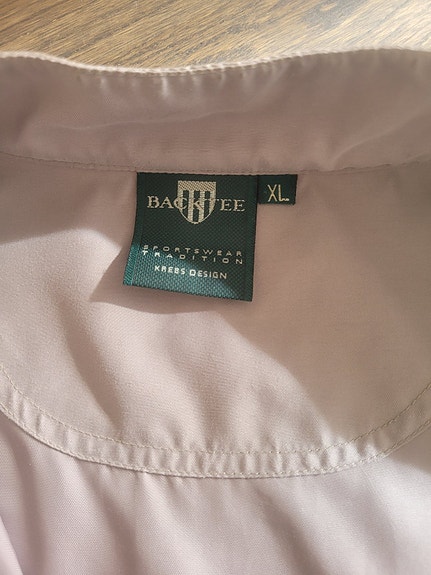 BACKTEE
XL
SPORTSWEAR
TRADITION
KREBS DESIGN